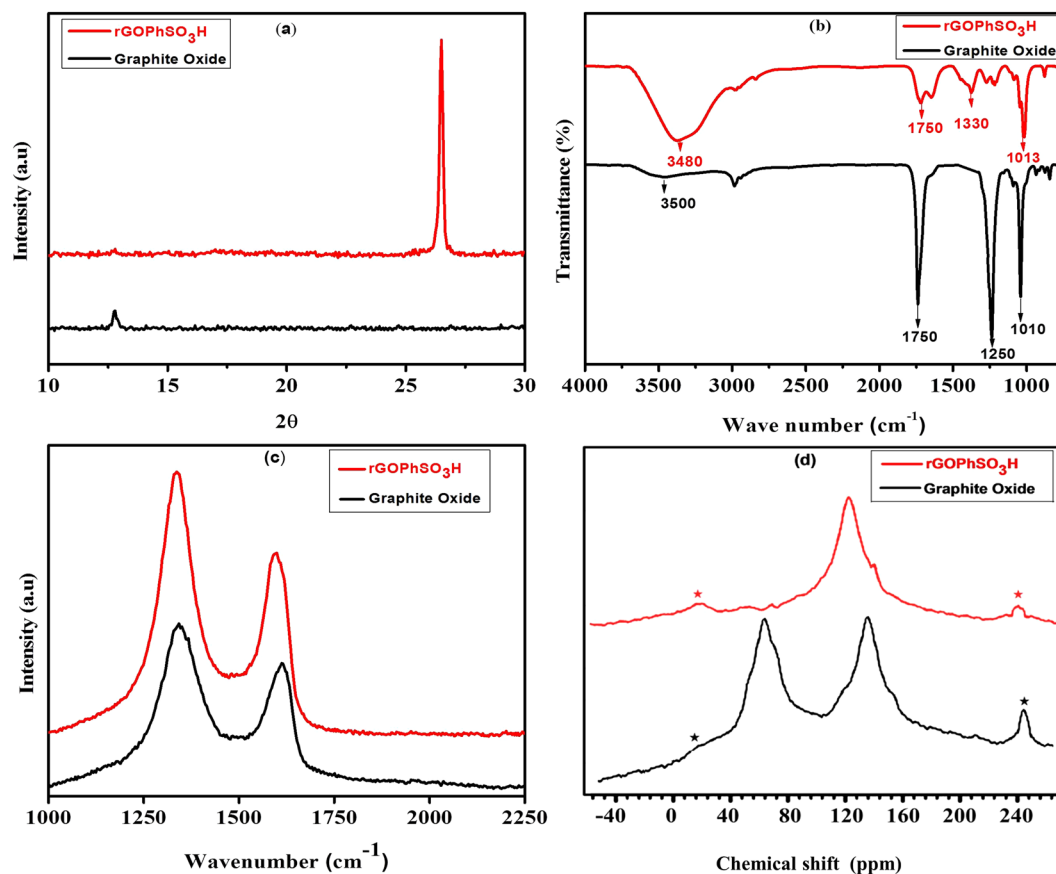 (a)
rGOPhSO3H
Graphite Oxide
Intensity (a.u)
10 15 20 25 30
2θ
(b)
rGOPhSO3H
Graphite Oxide
Transmittance (%)
3480
1750
1330
1013
3500
1750
1250
1010
4000 3500 3000 2500 2000 1500 1000
Wave number (cm-1)
(c)
rGOPhSO3H
Graphite Oxide
Intensity (a.u)
1000 1250 1500 1750 2000 2250
Wavenumber (cm-1)
(d)
rGOPhSO3H
Graphite Oxide
-40 0 40 80 120 160 200 240
Chemical shift (ppm)